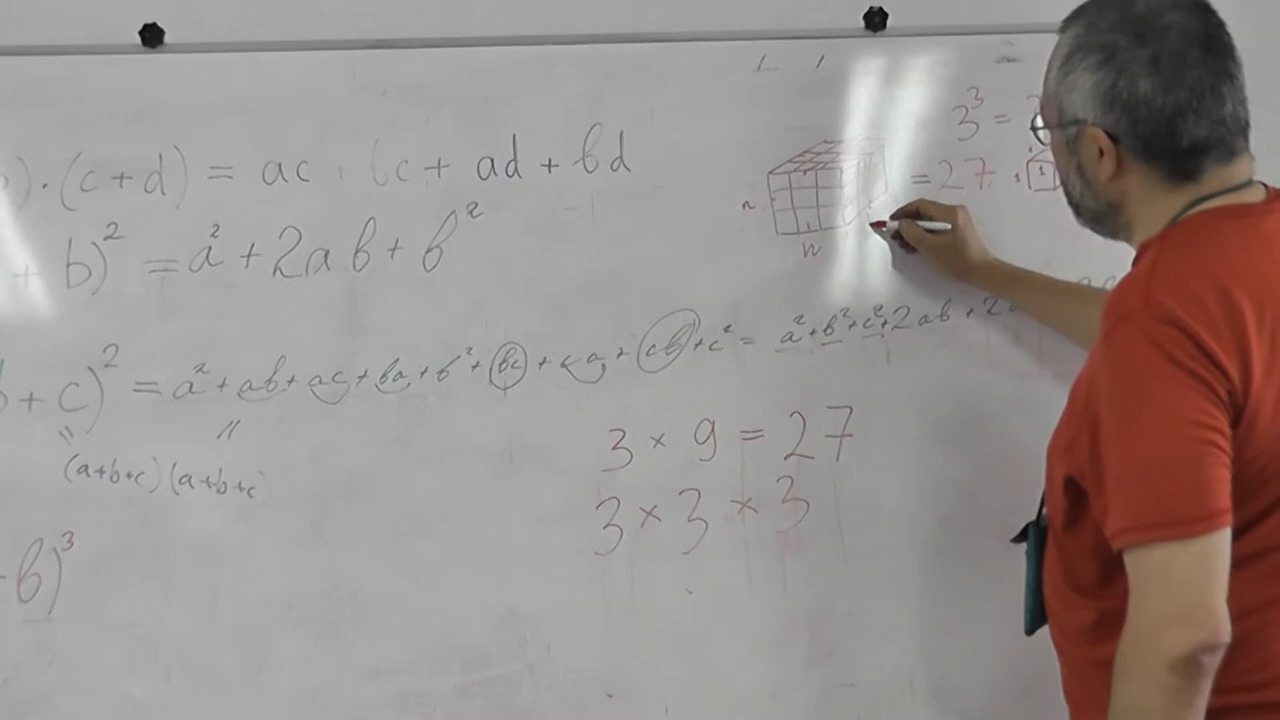 3³ =
) · (c+d) = ac · bc + ad + bd
n = 27 · 1
n
+ b)² = a² + 2ab + b²
b + c)² = a² + ab + ac + ba + b² + bc + ca + cb + c² = a² + b² + c² + 2ab + 2
(a+b+c)(a+b+c
3 × 9 = 27
3 × 3 × 3
b)³